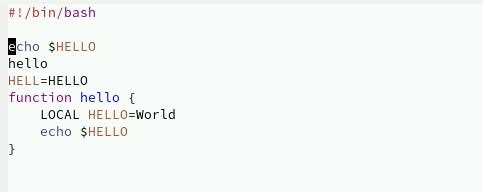 #!/bin/bash
echo $HELLO
hello
HELL=HELLO
function hello {
LOCAL HELLO=World
echo $HELLO
}